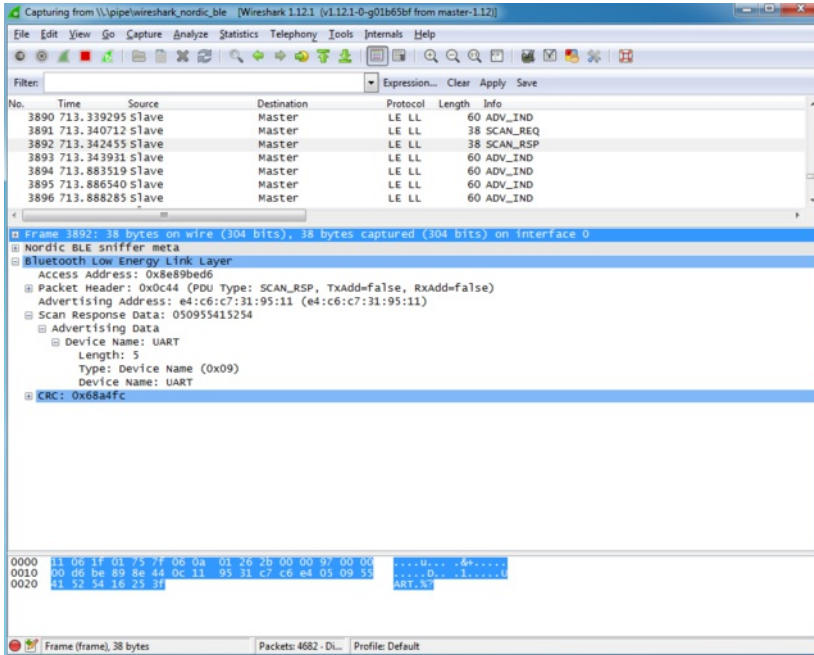 Capturing from \\.\pipe\wireshark_nordic_ble [Wireshark 1.12.1 (v1.12.1-0-g01b65bf from master-1.12)]
File Edit View Go Capture Analyze Statistics Telephony Tools Internals Help
Filter: Expression... Clear Apply Save
No. Time Source Destination Protocol Length Info
3890 713.339295 Slave Master LE LL 60 ADV_IND
3891 713.340712 Slave Master LE LL 38 SCAN_REQ
3892 713.342455 Slave Master LE LL 38 SCAN_RSP
3893 713.343931 Slave Master LE LL 60 ADV_IND
3894 713.883519 Slave Master LE LL 60 ADV_IND
3895 713.886540 Slave Master LE LL 60 ADV_IND
3896 713.888285 Slave Master LE LL 60 ADV_IND
Frame 3892: 38 bytes on wire (304 bits), 38 bytes captured (304 bits) on interface 0
Nordic BLE sniffer meta
Bluetooth Low Energy Link Layer
Access Address: 0x8e89bed6
Packet Header: 0x0c44 (PDU Type: SCAN_RSP, TxAdd=false, RxAdd=false)
Advertising Address: e4:c6:c7:31:95:11 (e4:c6:c7:31:95:11)
Scan Response Data: 050955415254
Advertising Data
Device Name: UART
Length: 5
Type: Device Name (0x09)
Device Name: UART
CRC: 0x68a4fc
0000 11 06 1f 01 75 7f 06 0a 01 26 2b 00 00 97 00 00 ....u... .&+.....
0010 00 d6 be 89 8e 44 0c 11 95 31 c7 c6 e4 05 09 55 .....D.. .1.....U
0020 41 52 54 16 25 3f ART.%?
Frame (frame), 38 bytes Packets: 4682 · Di... Profile: Default